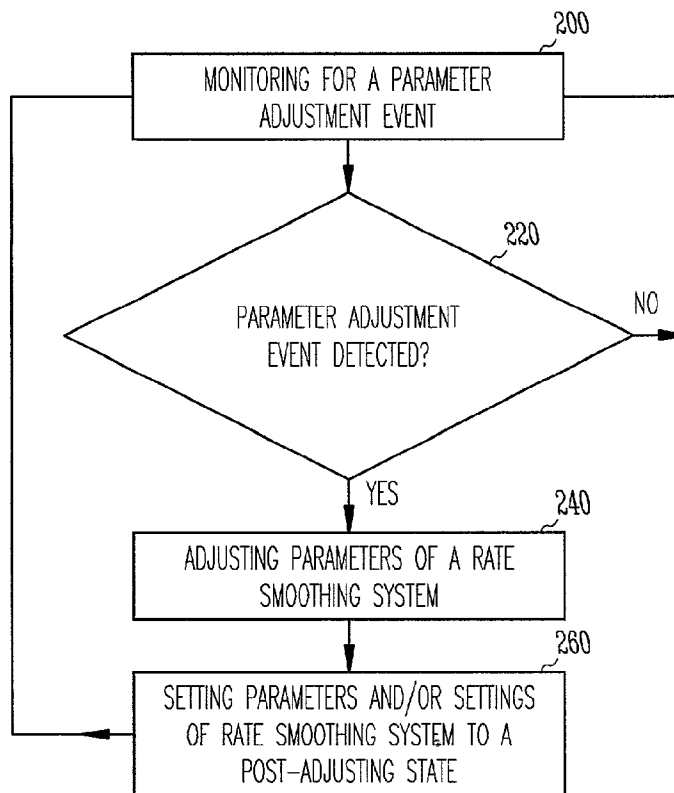 200
MONITORING FOR A PARAMETER
ADJUSTMENT EVENT
220
PARAMETER ADJUSTMENT
EVENT DETECTED?
NO
YES
240
ADJUSTING PARAMETERS OF A RATE
SMOOTHING SYSTEM
260
SETTING PARAMETERS AND/OR SETTINGS
OF RATE SMOOTHING SYSTEM TO A
POST-ADJUSTING STATE